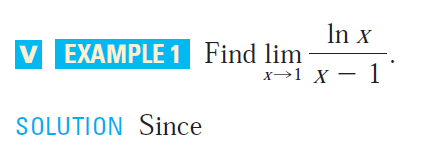 V EXAMPLE 1 Find lim x→1 ln x / x − 1 .
SOLUTION Since